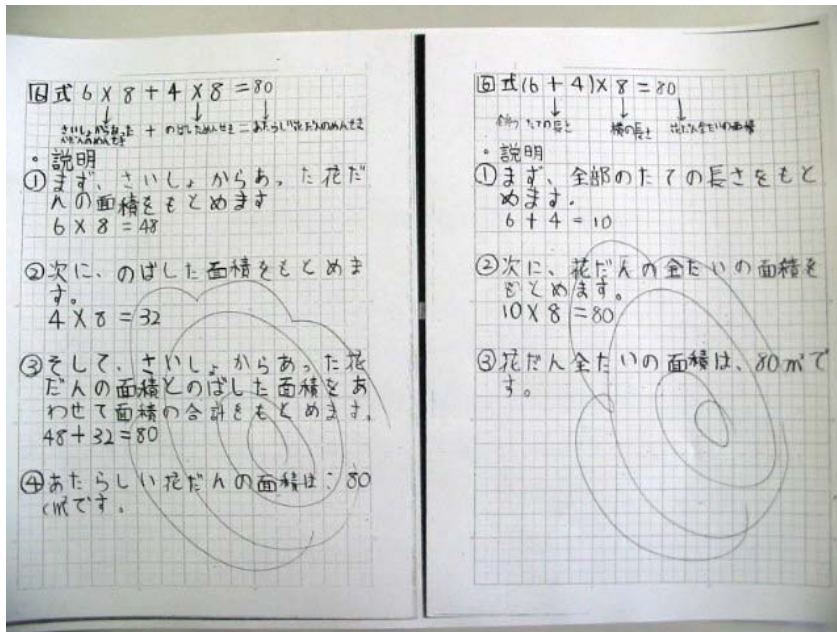 6 式 6×8+4×8=80
さいしょからあった + のばしためんせき=あたらしい花だんのめんせき
かだんのめんせき
・説明
①まず、さいしょからあった花だ
んの面積をもとめます
6×8=48
②次に、のばした面積をもとめま
す。
4×8=32
③そして、さいしょからあった花
だんの面積とのばした面積をあ
わせて面積の合計をもとめます。
48+32=80
④あたらしい花だんの面積は、80
c㎡です。
6 式(6+4)×8=80
たての長さ 横の長さ 花だん全たいの面積
・説明
①まず、全部のたての長さをもと
めます。
6+4=10
②次に、花だんの全たいの面積を
もとめます。
10×8=80
③花だん全たいの面積は、80㎡で
す。